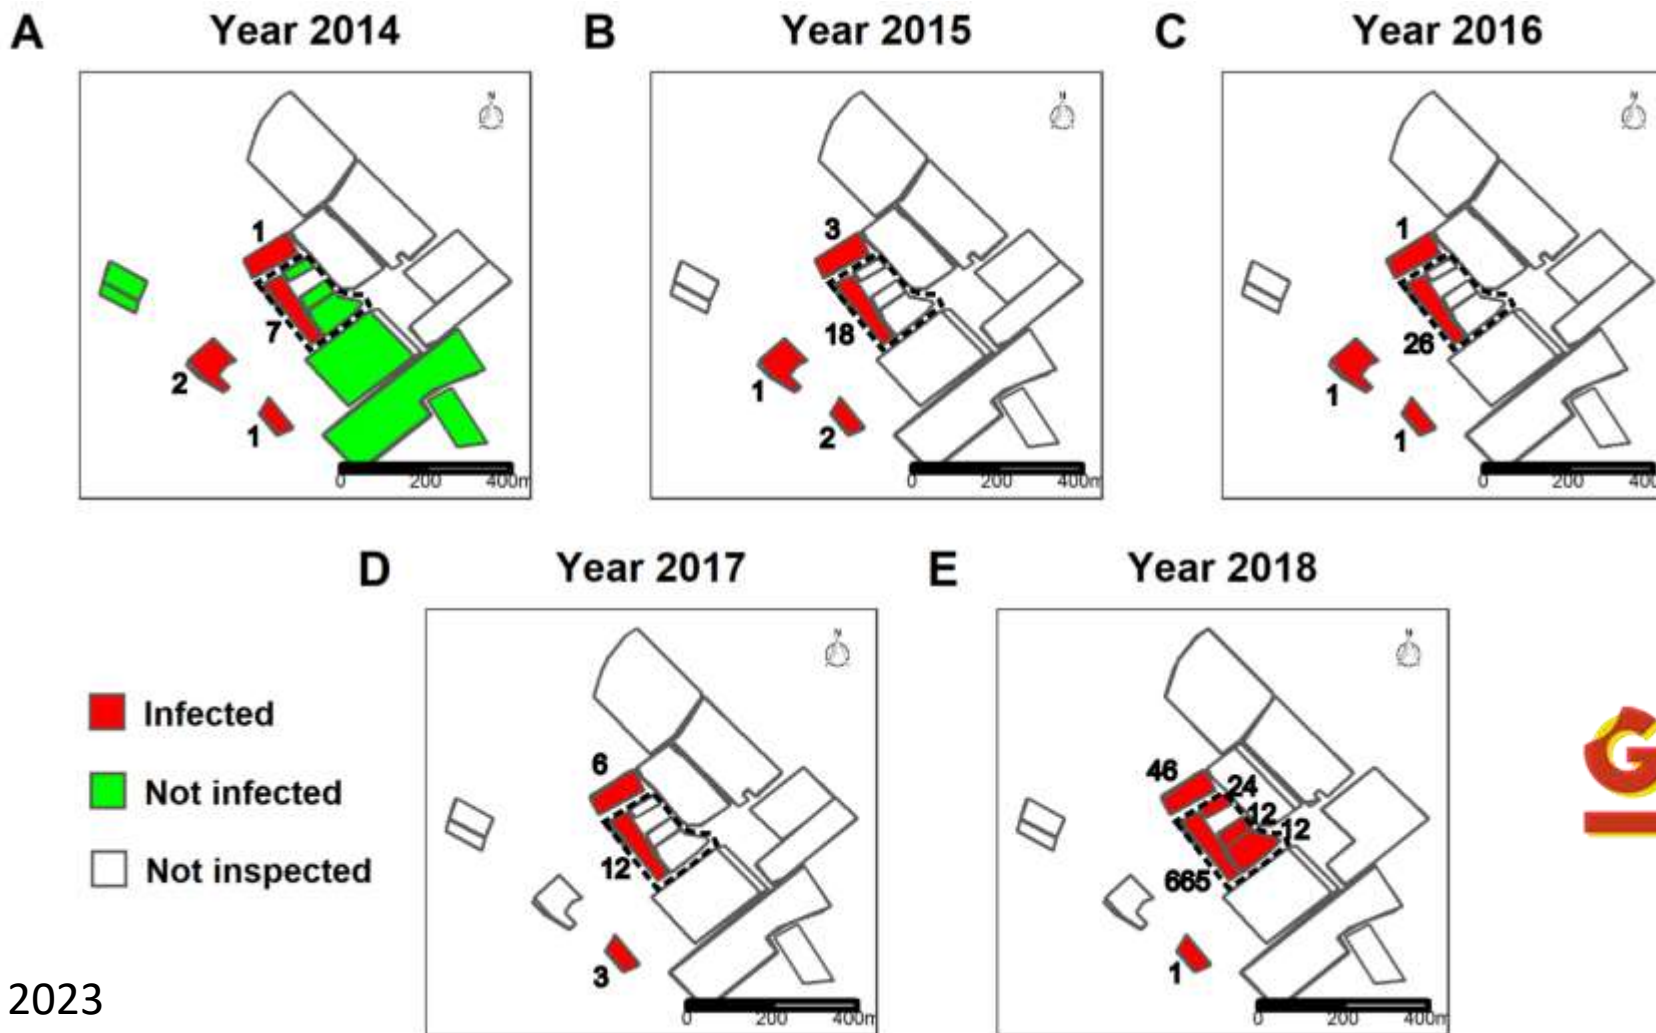 A Year 2014
B Year 2015
C Year 2016
N
1
7
2
1
0 200 400m
N
3
18
1
2
0 200 400m
N
1
26
1
1
0 200 400
D Year 2017
E Year 2018
Infected
Not infected
Not inspected
N
6
12
3
0 200 400m
N
46
24
12
12
665
1
0 200 400m
G
2023